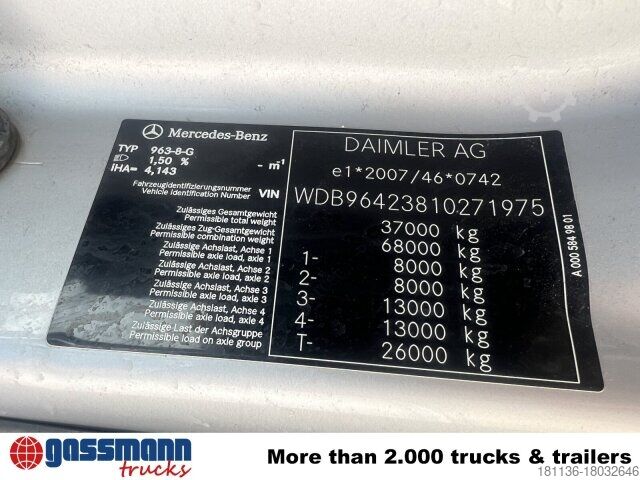 Mercedes-Benz
TYP 963-8-G
1,50 % - m¹
iHA= 4,143
Fahrzeugidentifizierungsnummer
Vehicle identification Number VIN
Zulässiges Gesamtgewicht
Permissible total weight
Zulässiges Zug-Gesamtgewicht
Permissible combination weight
Zulässige Achslast, Achse 1
Permissible axle load, axle 1
Zulässige Achslast, Achse 2
Permissible axle load, axle 2
Zulässige Achslast, Achse 3
Permissible axle load, axle 3
Zulässige Achslast, Achse 4
Permissible axle load, axle 4
Zulässige Last der Achsgruppe
Permissible load on axle group
DAIMLER AG
e1*2007/46*0742
WDB96423810271975
37000 kg
68000 kg
1- 8000 kg
2- 8000 kg
3- 13000 kg
4- 13000 kg
T- 26000 kg
A 000 584 98 01
gassmann trucks
More than 2.000 trucks & trailers
181136-18032646